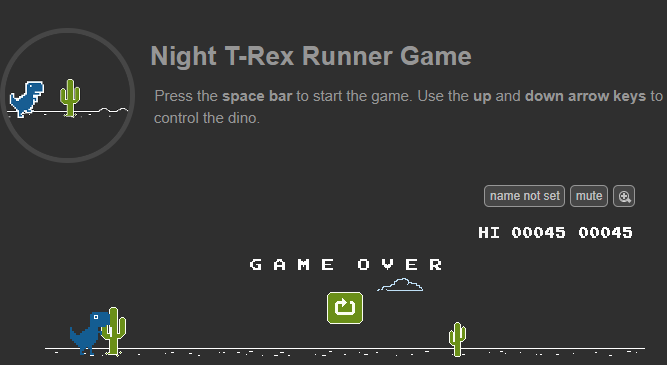 Night T-Rex Runner Game
Press the space bar to start the game. Use the up and down arrow keys to
control the dino.
name not set mute
HI 00045 00045
GAME OVER